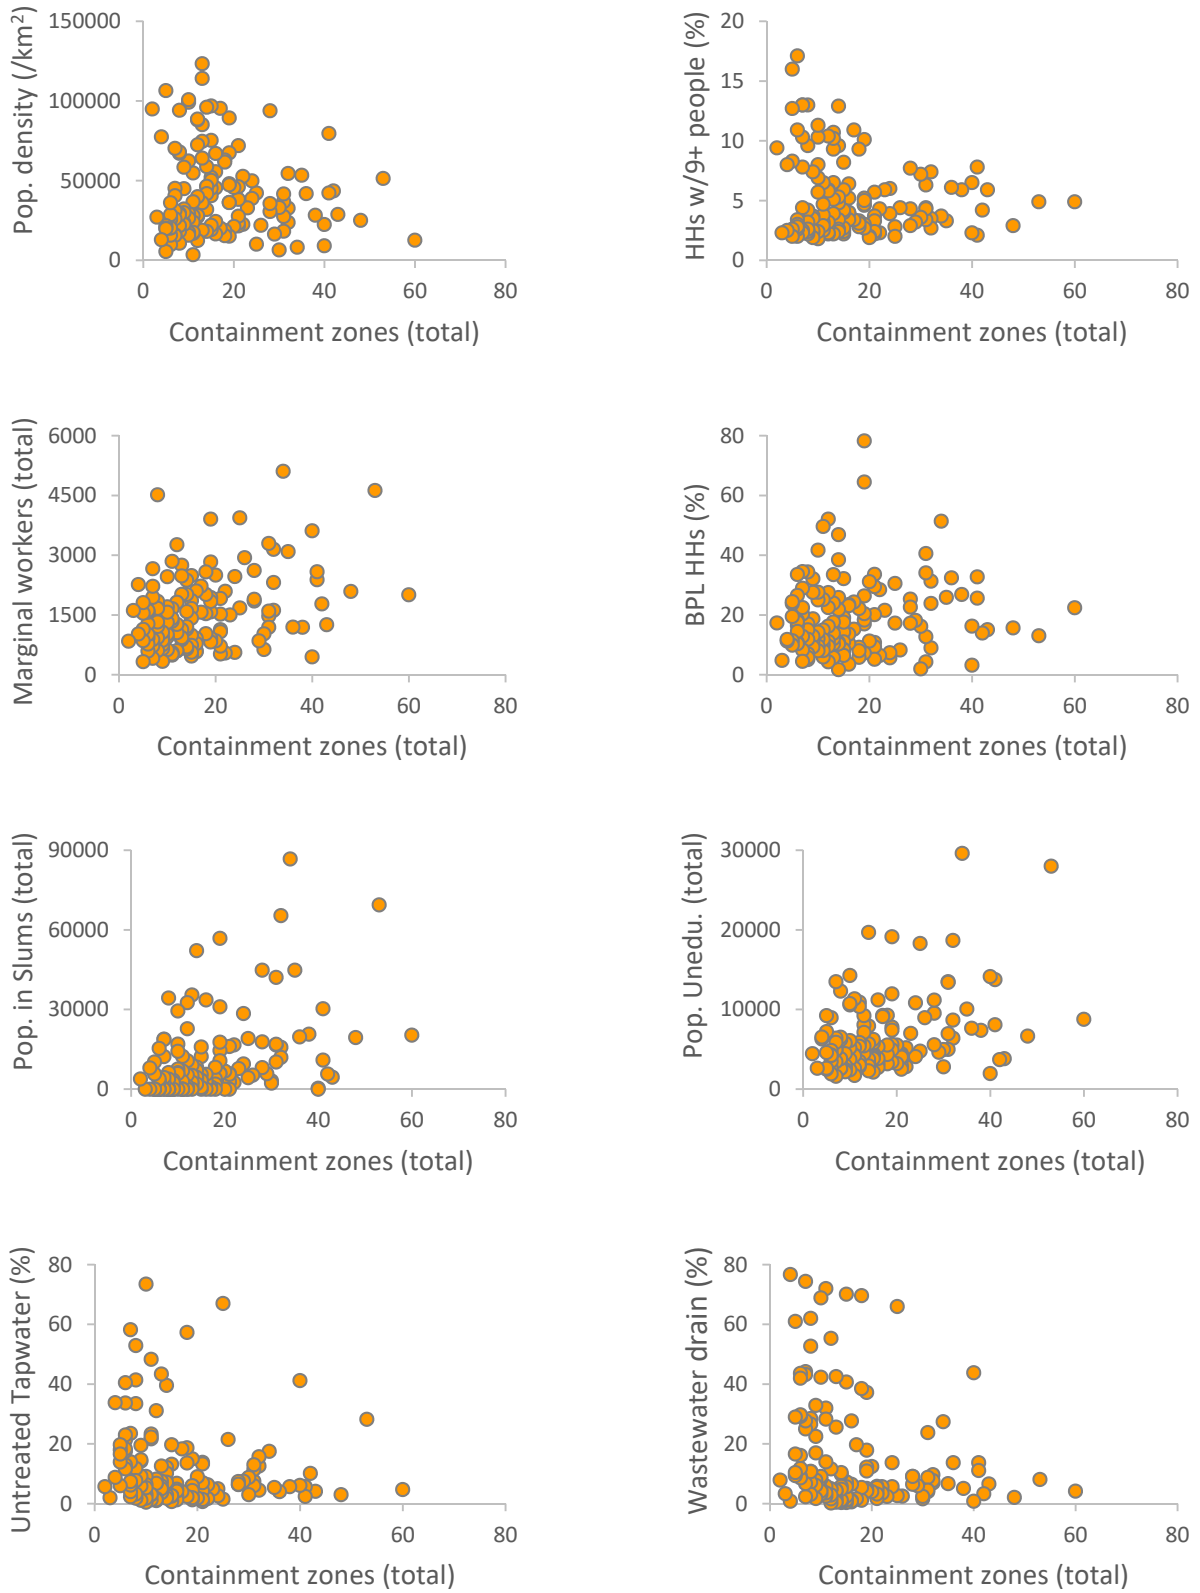 Pop. density (/km²)
150000
100000
50000
0
0 20 40 60 80
Containment zones (total)
HHs w/9+ people (%)
20
15
10
5
0
0 20 40 60 80
Containment zones (total)
Marginal workers (total)
6000
4500
3000
1500
0
0 20 40 60 80
Containment zones (total)
BPL HHs (%)
80
60
40
20
0
0 20 40 60 80
Containment zones (total)
Pop. in Slums (total)
90000
60000
30000
0
0 20 40 60 80
Containment zones (total)
Pop. Unedu. (total)
30000
20000
10000
0
0 20 40 60 80
Containment zones (total)
Untreated Tapwater (%)
80
60
40
20
0
0 20 40 60 80
Containment zones (total)
Wastewater drain (%)
80
60
40
20
0
0 20 40 60 80
Containment zones (total)